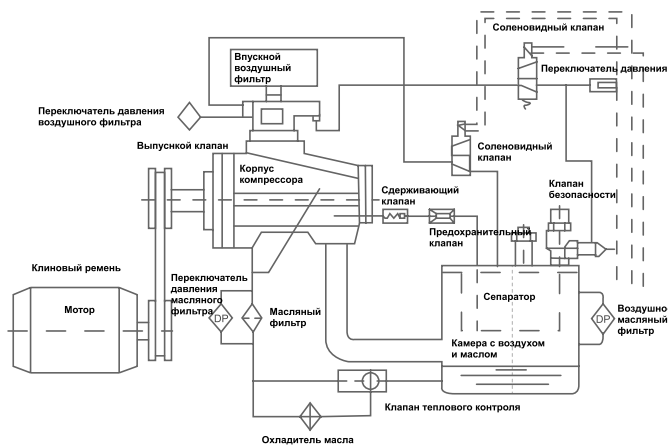 Соленовидный клапан
Впускной
воздушный
фильтр
Переключатель давления
Переключатель давления
воздушного фильтра
Выпуснкой клапан
Соленовидный
клапан
Корпус
компрессора
Сдерживающий
клапан
Клапан
безопасности
Предохранительный
клапан
Клиновый ремень
Переключатель
давления
масляного
фильтра
Мотор
Масляный
фильтр
DP
Сепаратор
DP
Воздушно
масляный
фильтр
Камера с воздухом
и маслом
Клапан теплового контроля
Охладитель масла